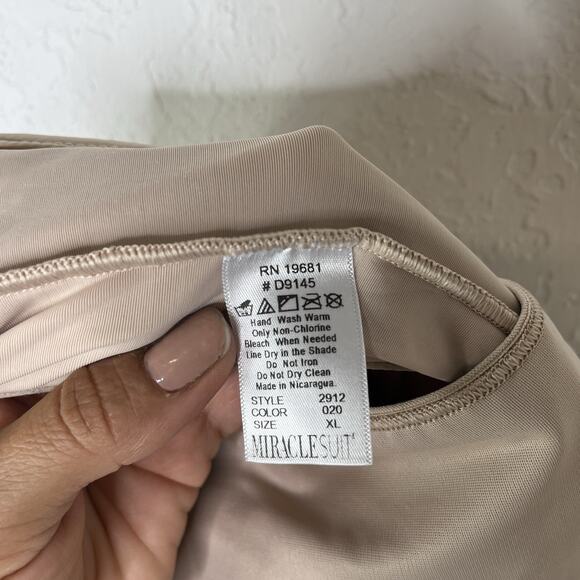 RN 19681
# D9145
Hand Wash Warm
Only Non-Chlorine
Bleach When Needed
Line Dry in the Shade
Do Not Iron
Do Not Dry Clean
Made in Nicaragua.
STYLE 2912
COLOR 020
SIZE XL
MIRACLESUIT